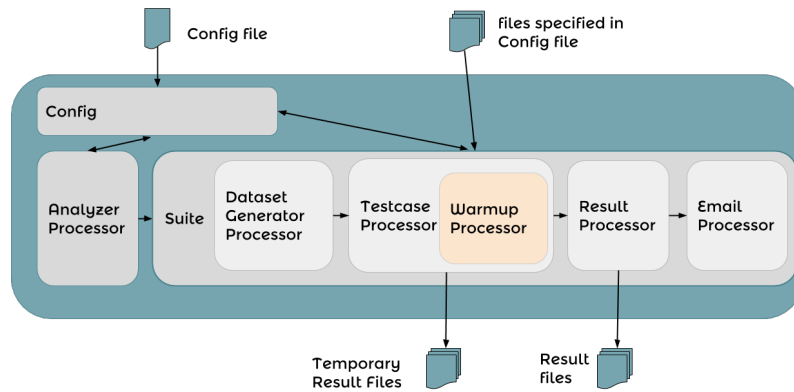 Config file
files specified in
Config file
Config
Analyzer
Processor
Suite
Dataset
Generator
Processor
Testcase
Processor
Warmup
Processor
Result
Processor
Email
Processor
Temporary
Result Files
Result
files